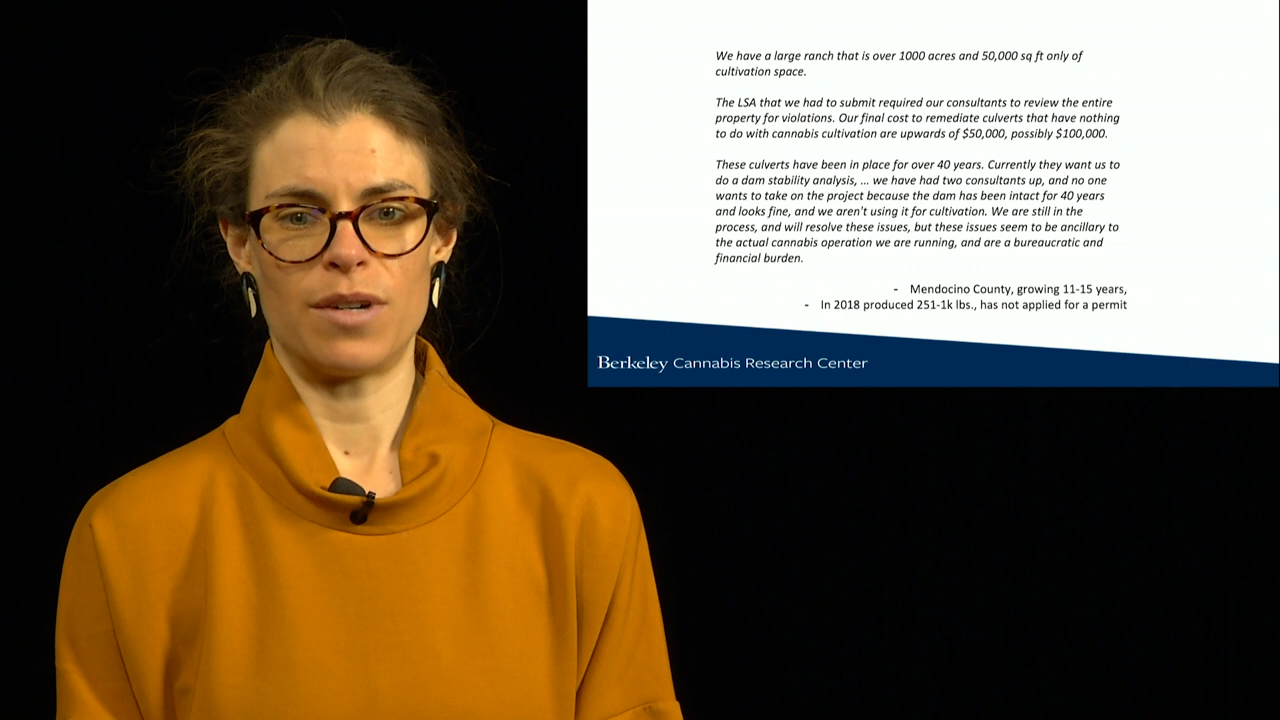 We have a large ranch that is over 1000 acres and 50,000 sq ft only of
cultivation space.
The LSA that we had to submit required our consultants to review the entire
property for violations. Our final cost to remediate culverts that have nothing
to do with cannabis cultivation are upwards of $50,000, possibly $100,000.
These culverts have been in place for over 40 years. Currently they want us to
do a dam stability analysis, ... we have had two consultants up, and no one
wants to take on the project because the dam has been intact for 40 years
and looks fine, and we aren't using it for cultivation. We are still in the
process, and will resolve these issues, but these issues seem to be ancillary to
the actual cannabis operation we are running, and are a bureaucratic and
financial burden.
- Mendocino County, growing 11-15 years,
- In 2018 produced 251-1k lbs., has not applied for a permit
Berkeley Cannabis Research Center